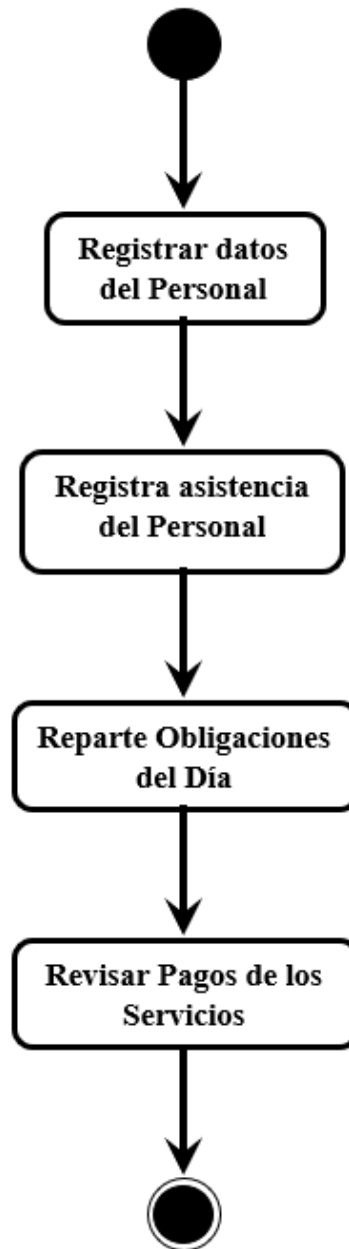 Registrar datos
del Personal
Registra asistencia
del Personal
Reparte Obligaciones
del Día
Revisar Pagos de los
Servicios